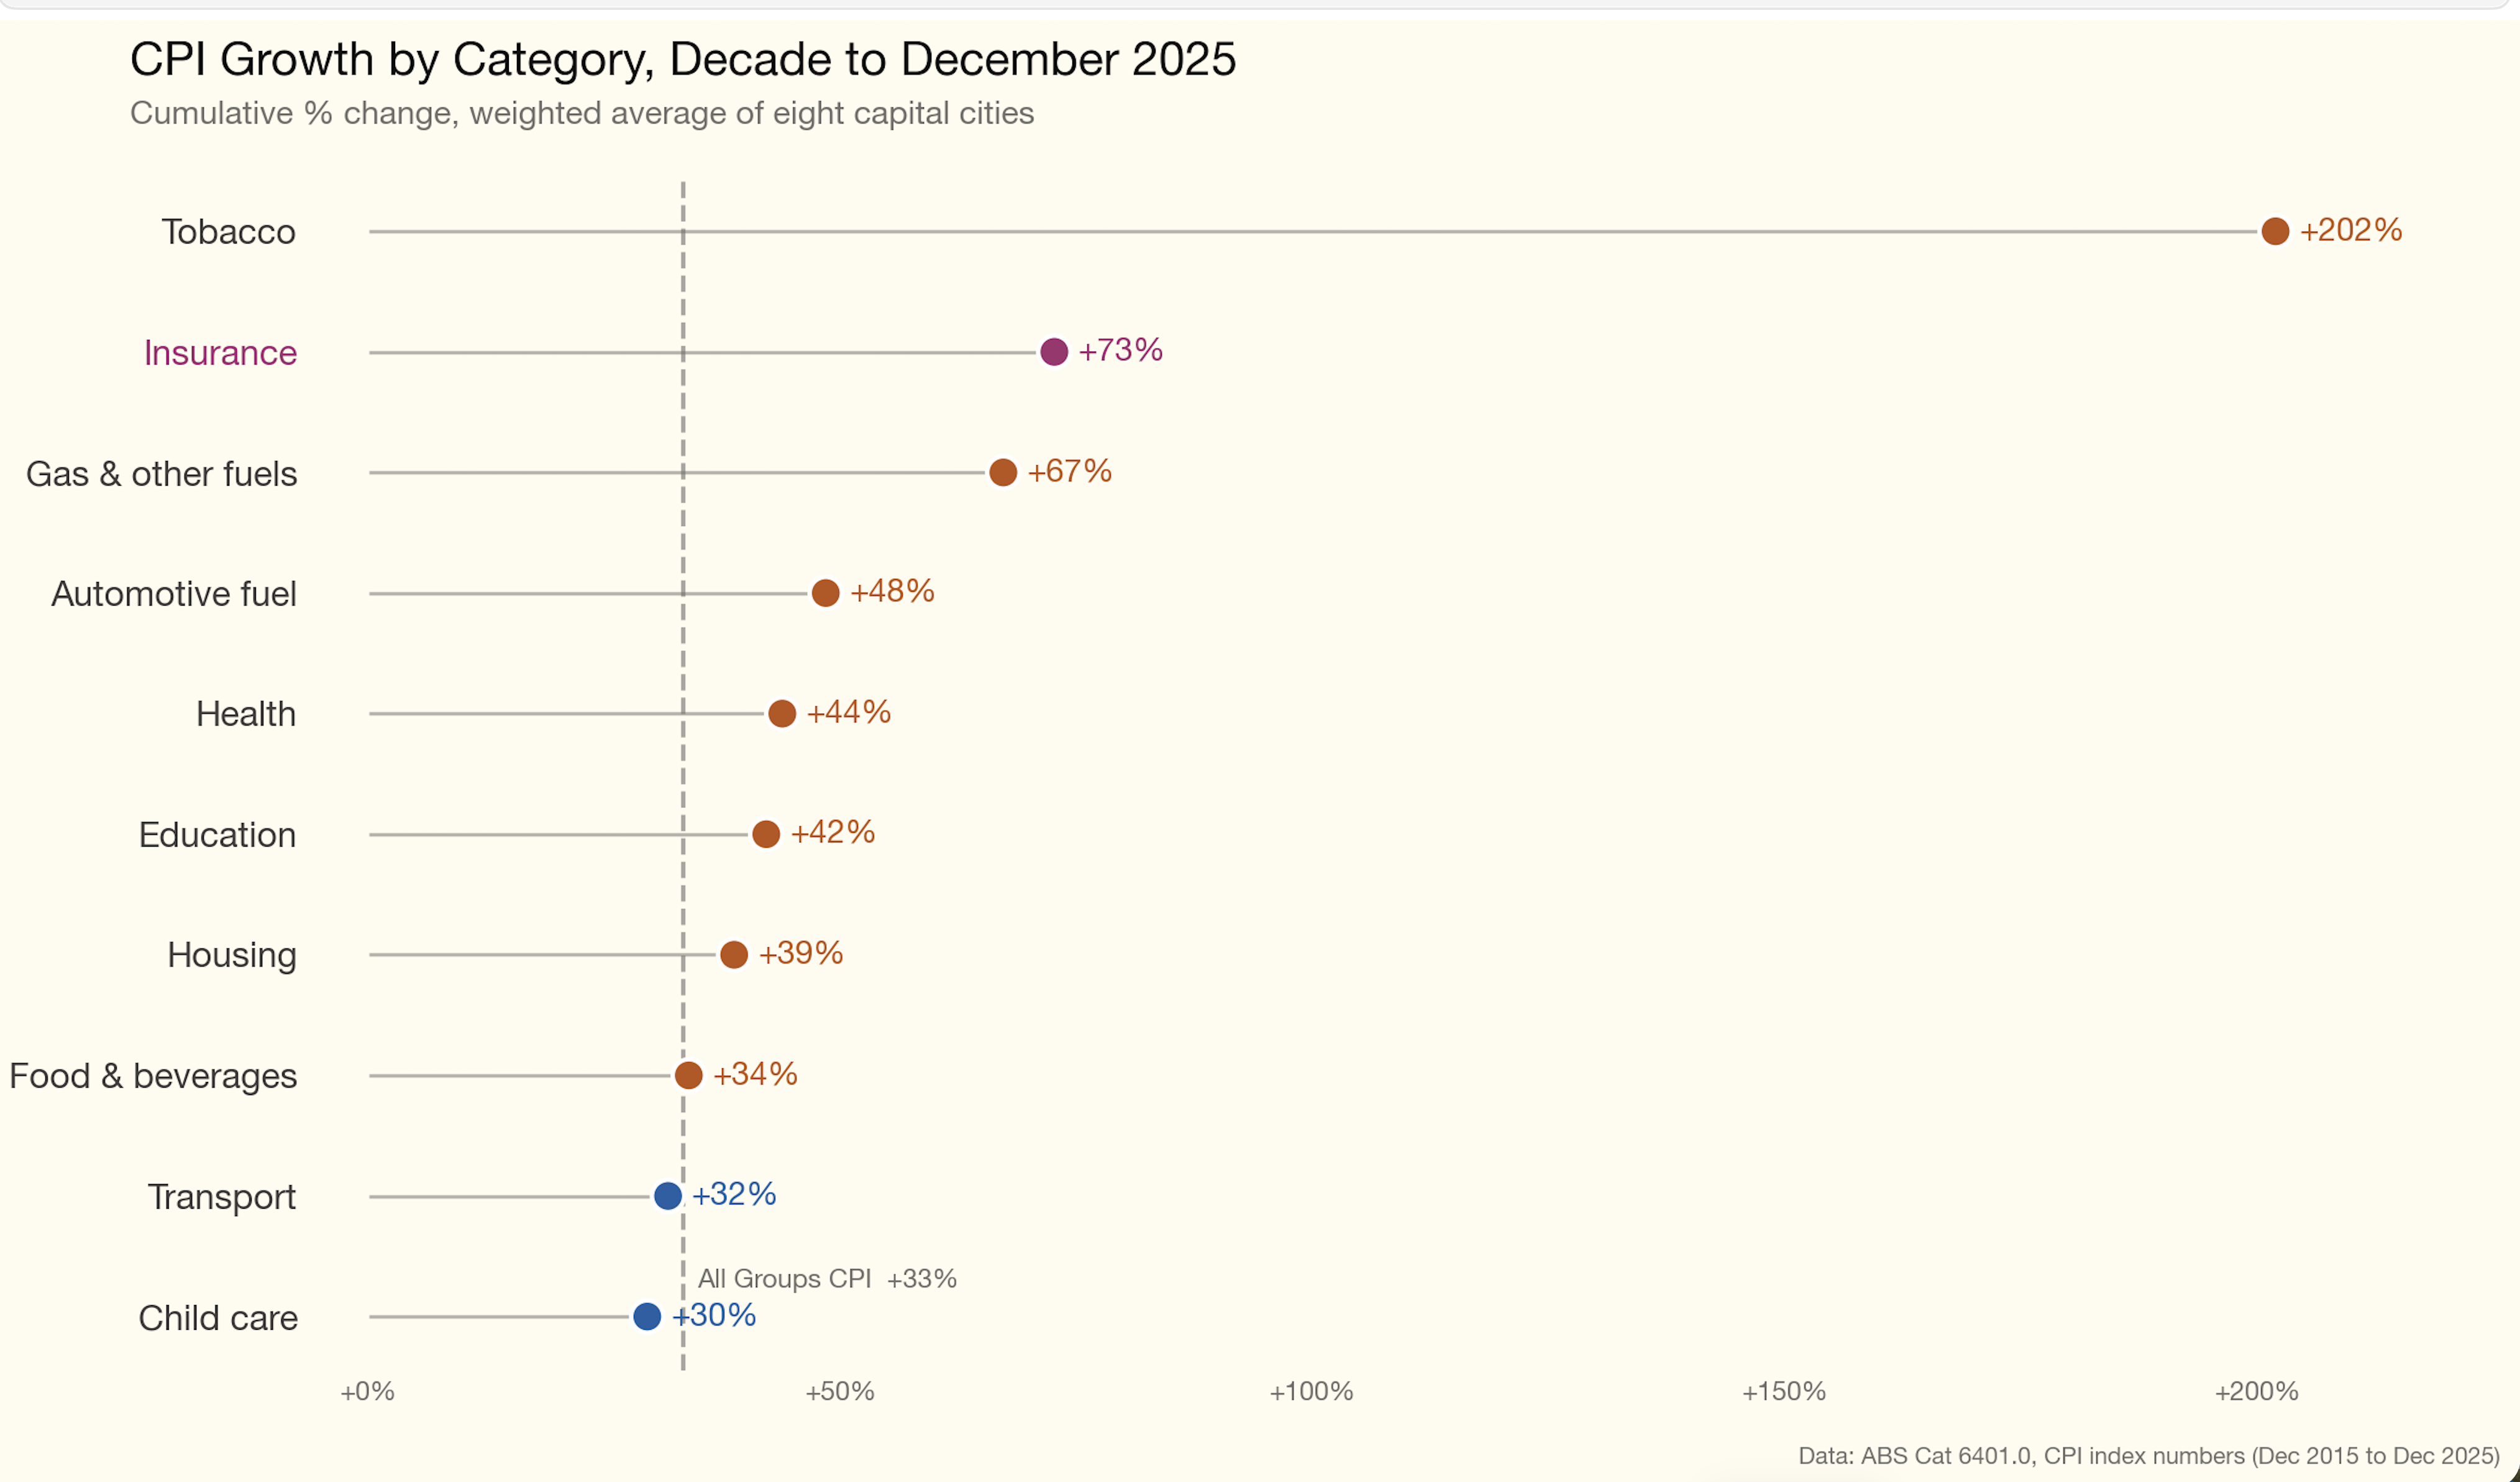 CPI Growth by Category, Decade to December 2025
Cumulative % change, weighted average of eight capital cities
Tobacco +202%
Insurance +73%
Gas & other fuels +67%
Automotive fuel +48%
Health +44%
Education +42%
Housing +39%
Food & beverages +34%
Transport +32%
All Groups CPI +33%
Child care +30%
+0% +50% +100% +150% +200%
Data: ABS Cat 6401.0, CPI index numbers (Dec 2015 to Dec 2025)